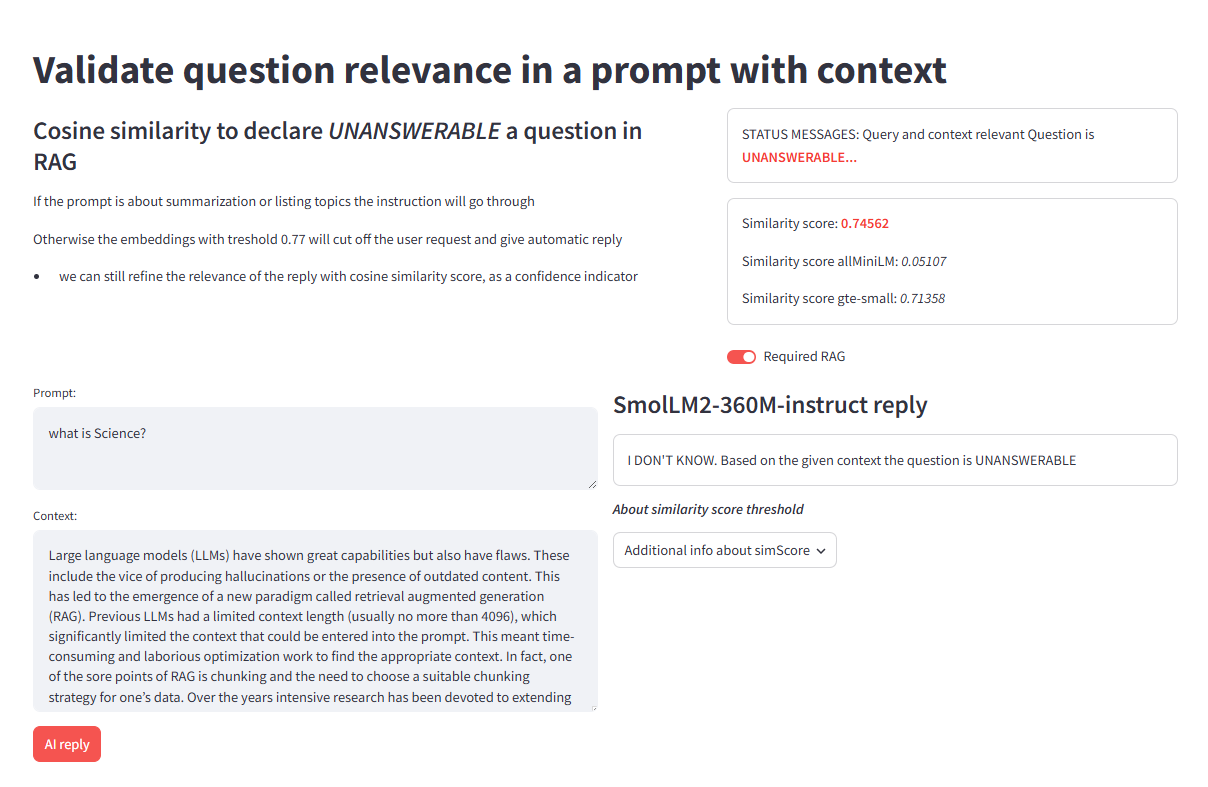 Validate question relevance in a prompt with context
Cosine similarity to declare UNANSWERABLE a question in
RAG
If the prompt is about summarization or listing topics the instruction will go through
Otherwise the embeddings with treshold 0.77 will cut off the user request and give automatic reply
• we can still refine the relevance of the reply with cosine similarity score, as a confidence indicator
STATUS MESSAGES: Query and context relevant Question is
UNANSWERABLE...
Similarity score: 0.74562
Similarity score allMiniLM: 0.05107
Similarity score gte-small: 0.71358
Required RAG
Prompt:
what is Science?
Context:
Large language models (LLMs) have shown great capabilities but also have flaws. These
include the vice of producing hallucinations or the presence of outdated content. This
has led to the emergence of a new paradigm called retrieval augmented generation
(RAG). Previous LLMs had a limited context length (usually no more than 4096), which
significantly limited the context that could be entered into the prompt. This meant time-
consuming and laborious optimization work to find the appropriate context. In fact, one
of the sore points of RAG is chunking and the need to choose a suitable chunking
strategy for one’s data. Over the years intensive research has been devoted to extending
AI reply
SmolLM2-360M-instruct reply
I DON'T KNOW. Based on the given context the question is UNANSWERABLE
About similarity score threshold
Additional info about simScore